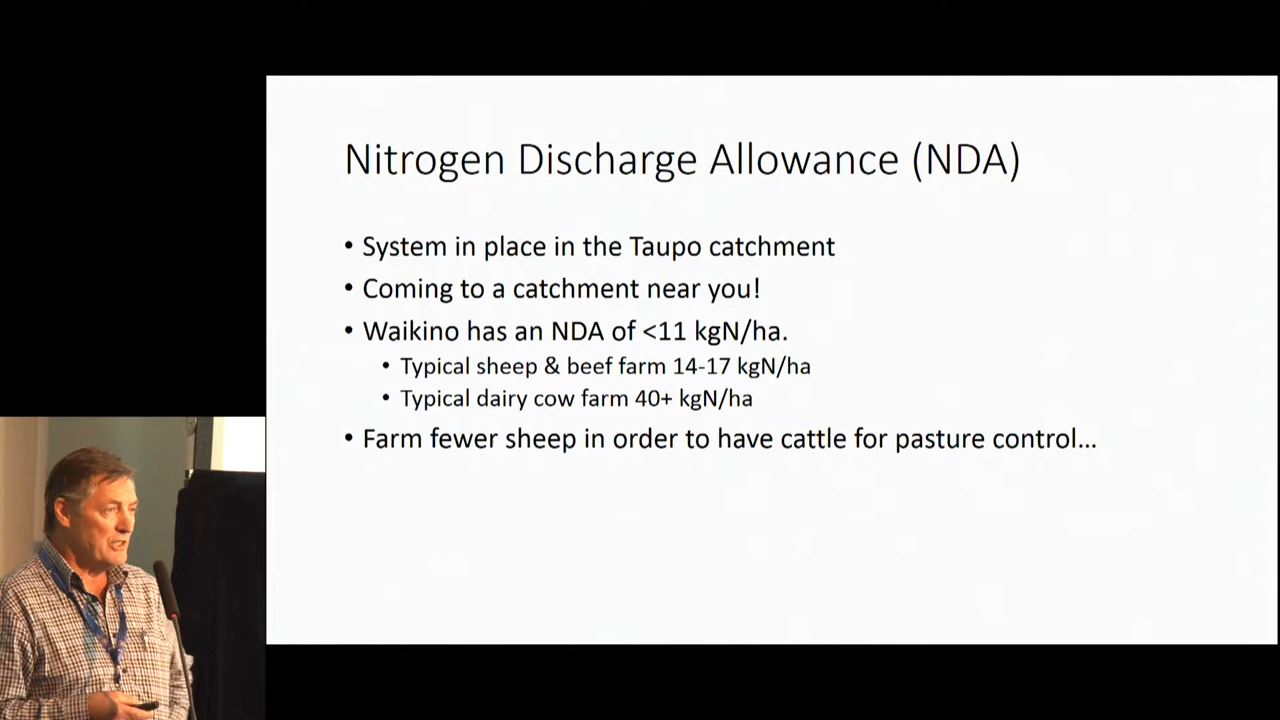 Nitrogen Discharge Allowance (NDA)
• System in place in the Taupo catchment
• Coming to a catchment near you!
• Waikino has an NDA of <11 kgN/ha.
• Typical sheep & beef farm 14-17 kgN/ha
• Typical dairy cow farm 40+ kgN/ha
• Farm fewer sheep in order to have cattle for pasture control...